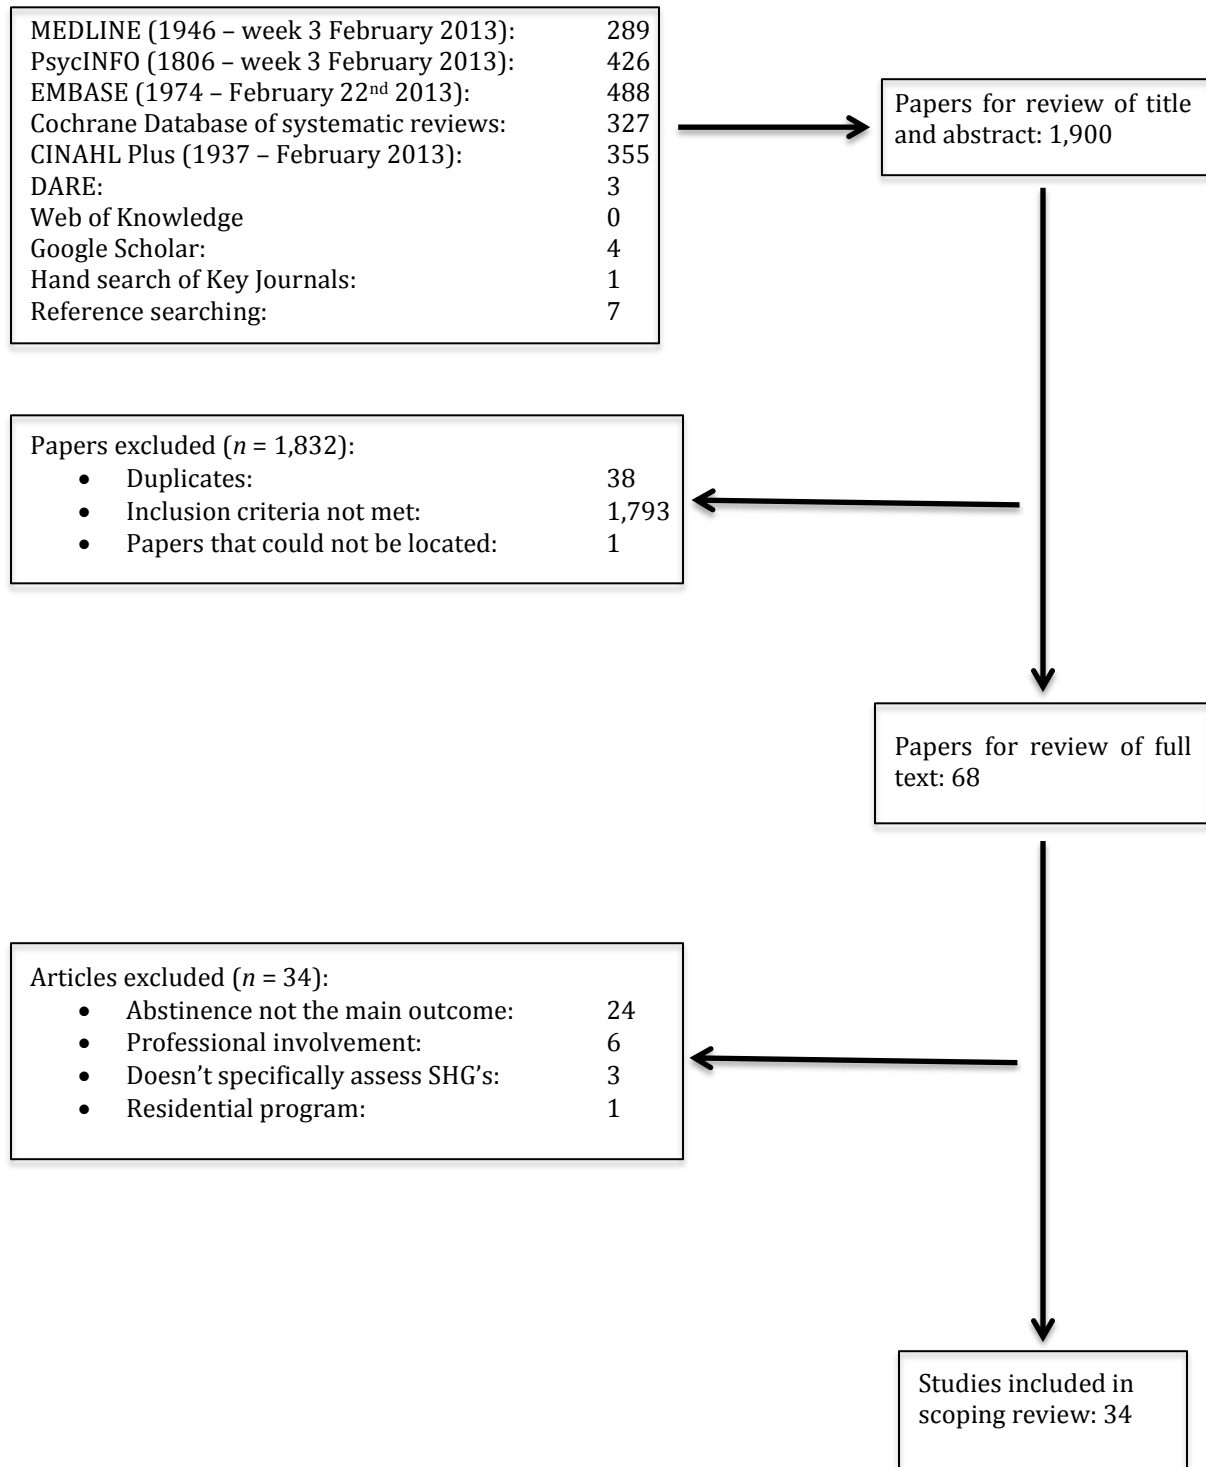 MEDLINE (1946 – week 3 February 2013): 289
PsycINFO (1806 – week 3 February 2013): 426
EMBASE (1974 – February 22nd 2013): 488
Cochrane Database of systematic reviews: 327
CINAHL Plus (1937 – February 2013): 355
DARE: 3
Web of Knowledge 0
Google Scholar: 4
Hand search of Key Journals: 1
Reference searching: 7
Papers for review of title
and abstract: 1,900
Papers excluded (n = 1,832):
• Duplicates: 38
• Inclusion criteria not met: 1,793
• Papers that could not be located: 1
Papers for review of full
text: 68
Articles excluded (n = 34):
• Abstinence not the main outcome: 24
• Professional involvement: 6
• Doesn't specifically assess SHG's: 3
• Residential program: 1
Studies included in
scoping review: 34